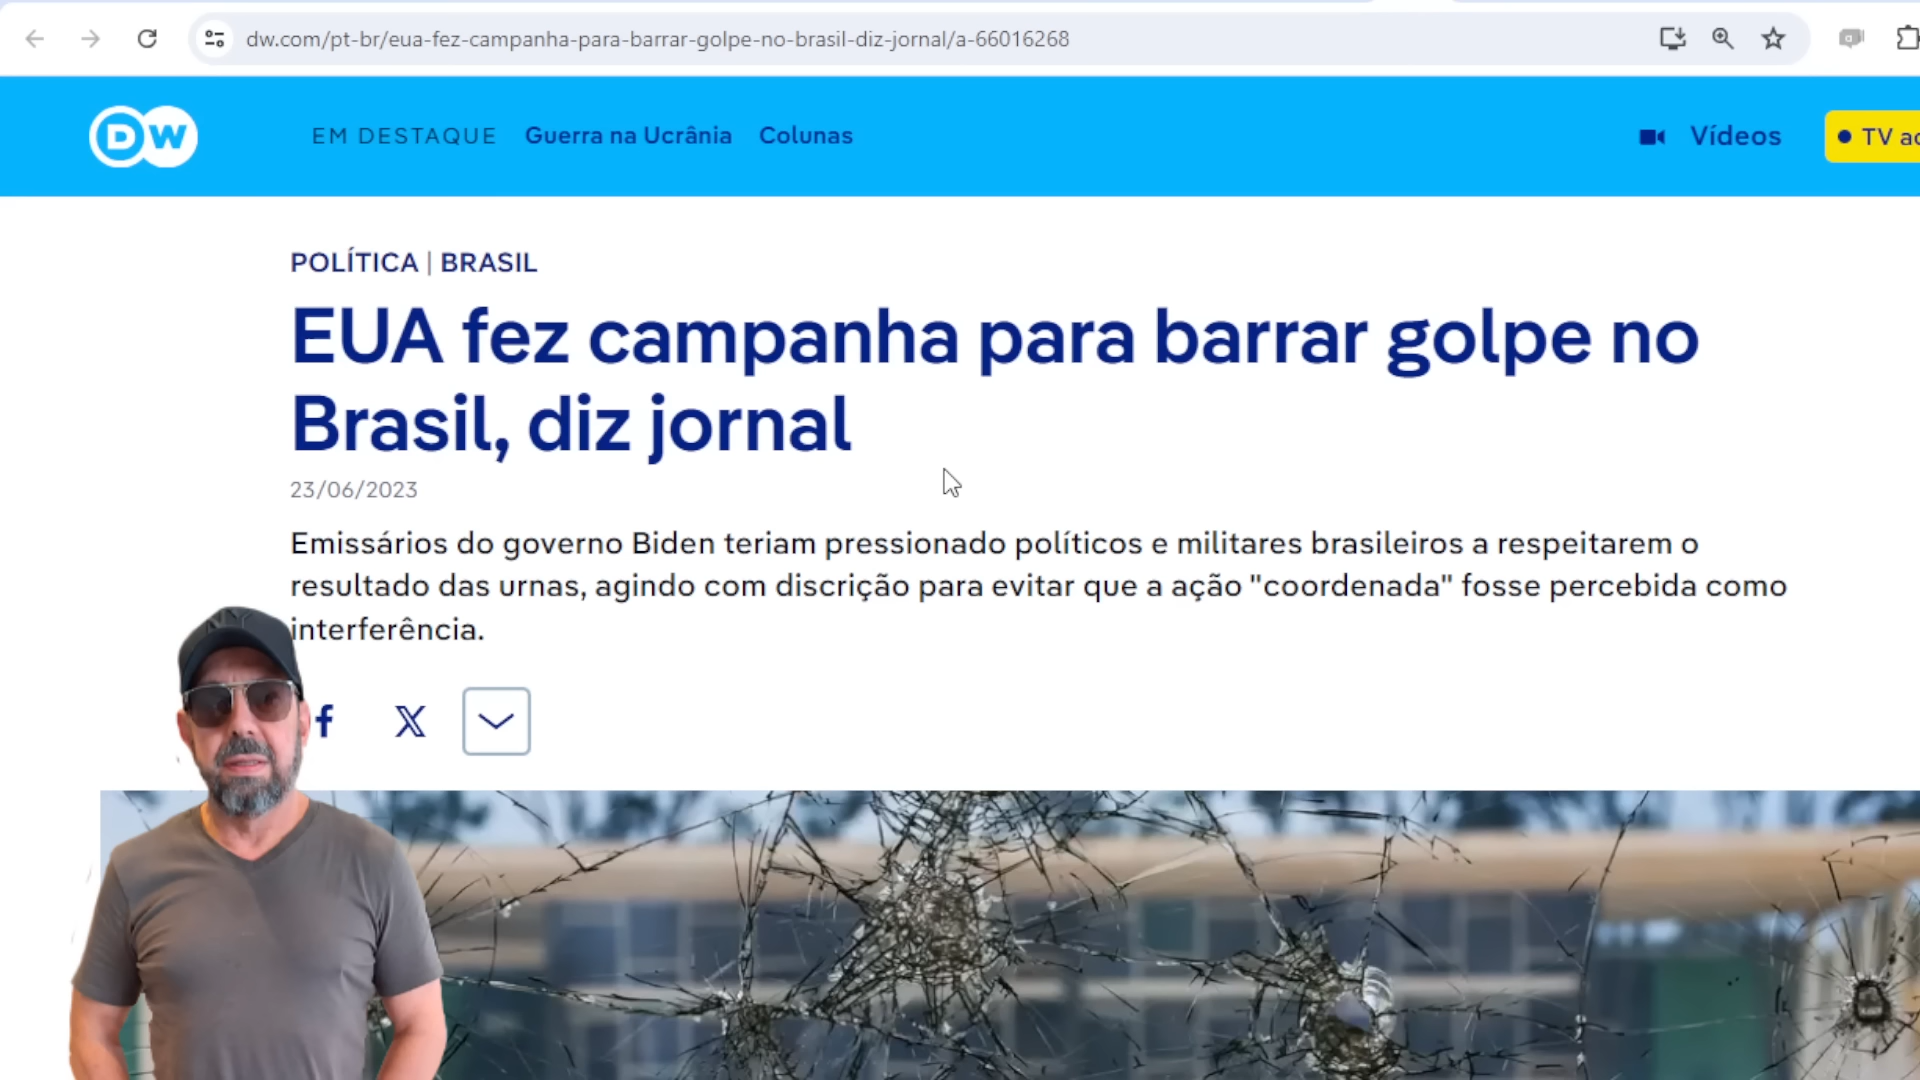 dw.com/pt-br/eua-fez-campanha-para-barrar-golpe-no-brasil-diz-jornal/a-66016268
DW
EM DESTAQUE
Guerra na Ucrânia
Colunas
Vídeos
TV ao
POLÍTICA | BRASIL
EUA fez campanha para barrar golpe no
Brasil, diz jornal
23/06/2023
Emissários do governo Biden teriam pressionado políticos e militares brasileiros a respeitarem o
resultado das urnas, agindo com discrição para evitar que a ação "coordenada" fosse percebida como
interferência.
NY